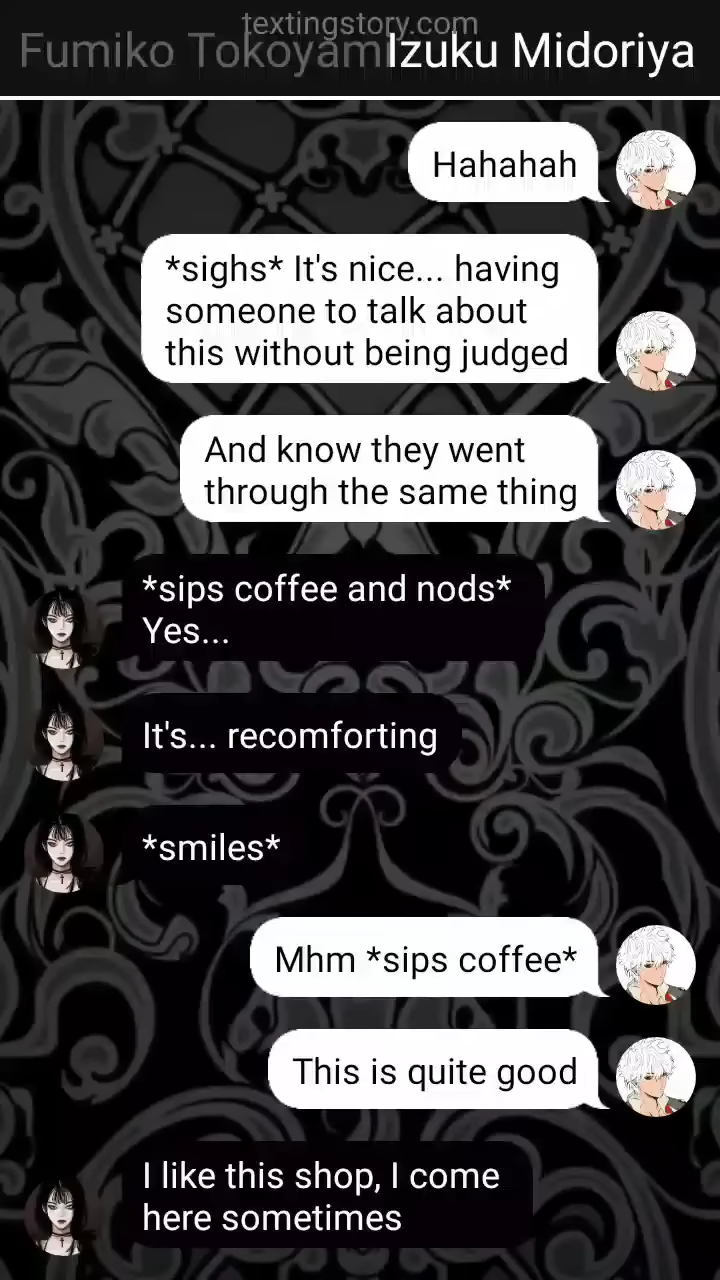 textingstory.com
Fumiko Tokoyami
Izuku Midoriya
Hahahah
*sighs* It's nice... having
someone to talk about
this without being judged
And know they went
through the same thing
*sips coffee and nods*
Yes...
It's... recomforting
*smiles*
Mhm *sips coffee*
This is quite good
I like this shop, I come
here sometimes